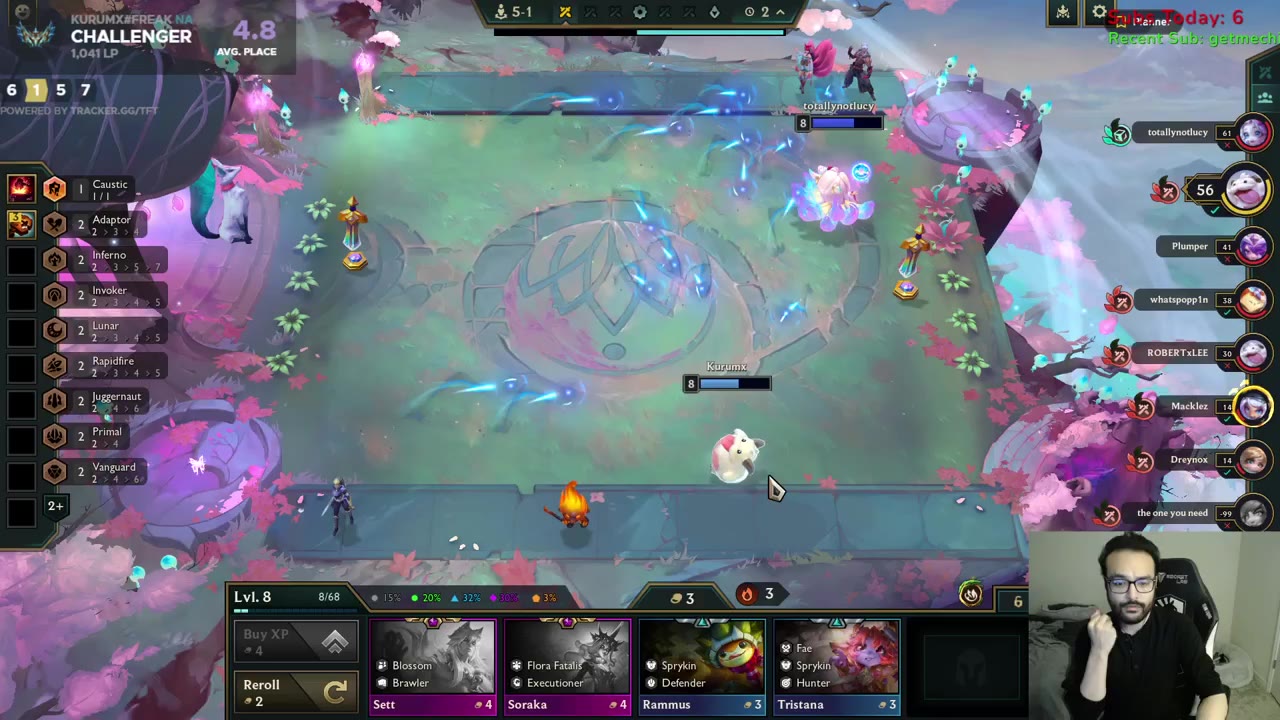 KURUMX#FREAK NA
CHALLENGER
1,041 LP
4.8
AVG. PLACE
6 1 5 7
POWERED BY TRACKER.GG/TFT
5-1
2
Subs Today: 6
Planner
Recent Sub: getmech
1 Caustic
1 / 1
2 Adaptor
2 > 3 > 4
2 Inferno
2 > 3 > 5 > 7
2 Invoker
2 > 3 > 4 > 5
2 Lunar
2 > 3 > 4 > 5
2 Rapidfire
2 > 3 > 4 > 5
2 Juggernaut
2 > 4 > 6
2 Primal
2 > 4
2 Vanguard
2 > 4 > 6
2+
totallynotlucy
8
Kurumx
8
totallynotlucy 61
56
Plumper 41
whatspopp1n 38
ROBERTxLEE 30
Macklez 14
Dreynox 14
the one you need -99
Lvl. 8 8/68
15% 20% 32% 30% 3%
3
3
6
Buy XP
4
Reroll
2
Blossom
Brawler
Sett 4
Flora Fatalis
Executioner
Soraka 4
Sprykin
Defender
Rammus 3
Fae
Sprykin
Hunter
Tristana 3